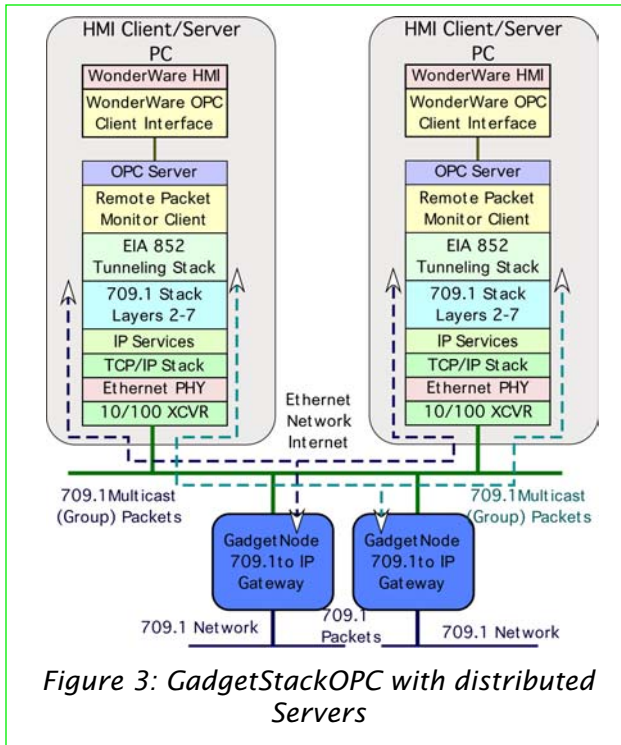 HMI Client/Server
PC
WonderWare HMI
WonderWare OPC
Client Interface
OPC Server
Remote Packet
Monitor Client
EIA 852
Tunneling Stack
709.1 Stack
Layers 2-7
IP Services
TCP/IP Stack
Ethernet PHY
10/100 XCVR
HMI Client/Server
PC
WonderWare HMI
WonderWare OPC
Client Interface
OPC Server
Remote Packet
Monitor Client
EIA 852
Tunneling Stack
709.1 Stack
Layers 2-7
IP Services
TCP/IP Stack
Ethernet PHY
10/100 XCVR
Ethernet
Network
Internet
709.1Multicast
(Group) Packets
709.1Multicast
(Group) Packets
GadgetNode
709.1to IP
Gateway
GadgetNode
709.1to IP
Gateway
709.1 Network
709.1
Packets
709.1 Network
Figure 3: GadgetStackOPC with distributed
Servers